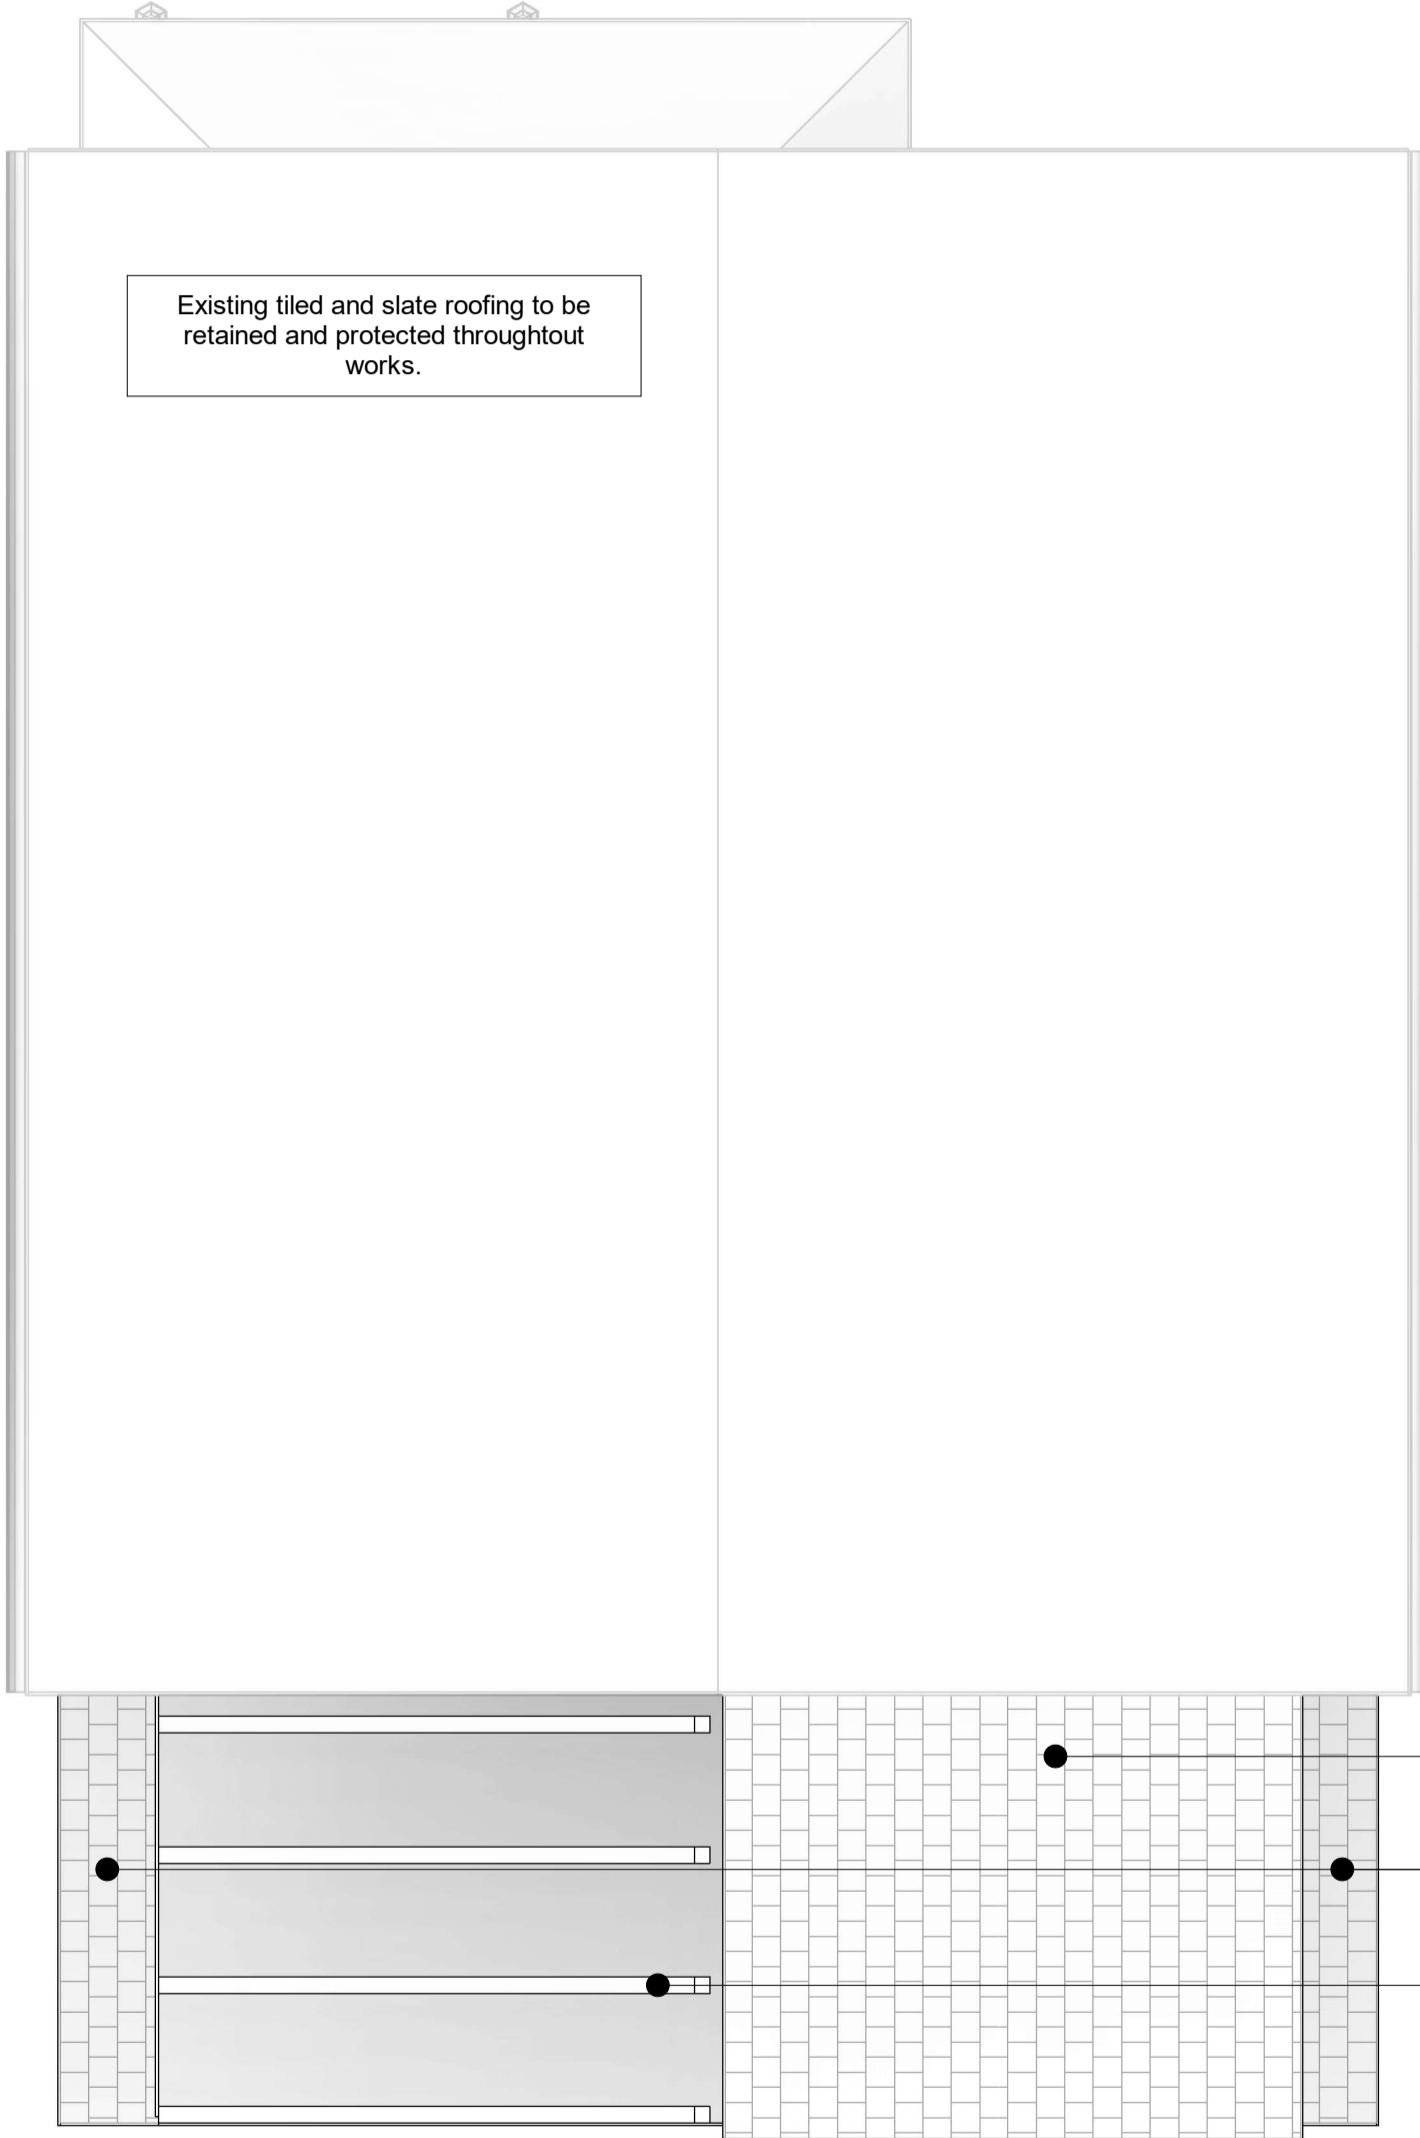 Existing tiled and slate roofing to be
retained and protected throughtout
works.